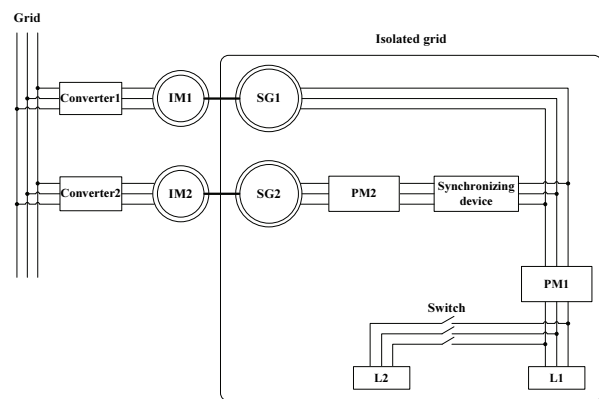 Grid
Isolated grid
Converter1
IM1
SG1
Converter2
IM2
SG2
PM2
Synchronizing
device
PM1
Switch
L2
L1